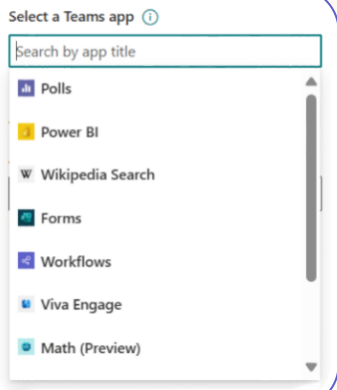 Select a Teams app
Search by app title
Polls
Power BI
W Wikipedia Search
Forms
Workflows
Viva Engage
Math (Preview)